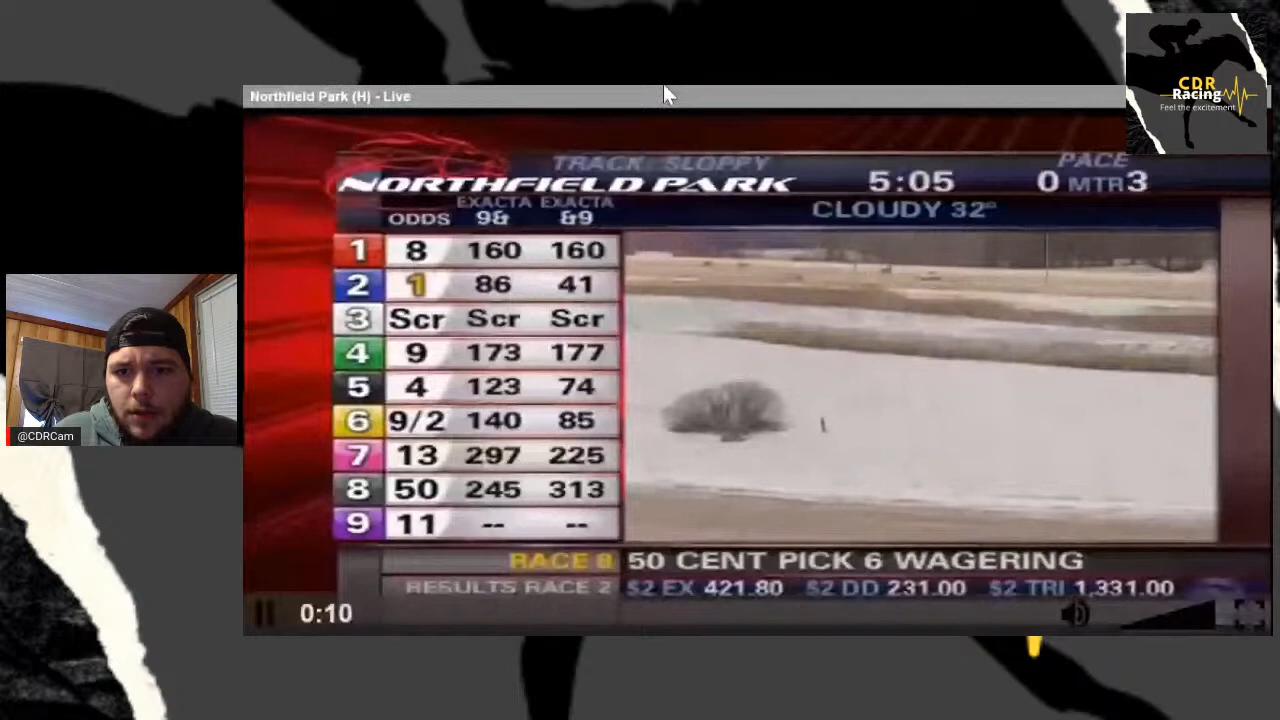 CDR
Racing
Feel the excitement
Northfield Park (H) - Live
TRACK: SLOPPY
PACE
NORTHFIELD PARK 5:05 0 MTR 3
EXACTA EXACTA
ODDS 9& &9
CLOUDY 32°
1 8 160 160
2 1 86 41
3 Scr Scr Scr
4 9 173 177
5 4 123 74
6 9/2 140 85
7 13 297 225
8 50 245 313
9 11 -- --
@CDRCam
RACE 8 50 CENT PICK 6 WAGERING
RESULTS RACE 2 $2 EX 421.80 $2 DD 231.00 $2 TRI 1,331.00
0:10